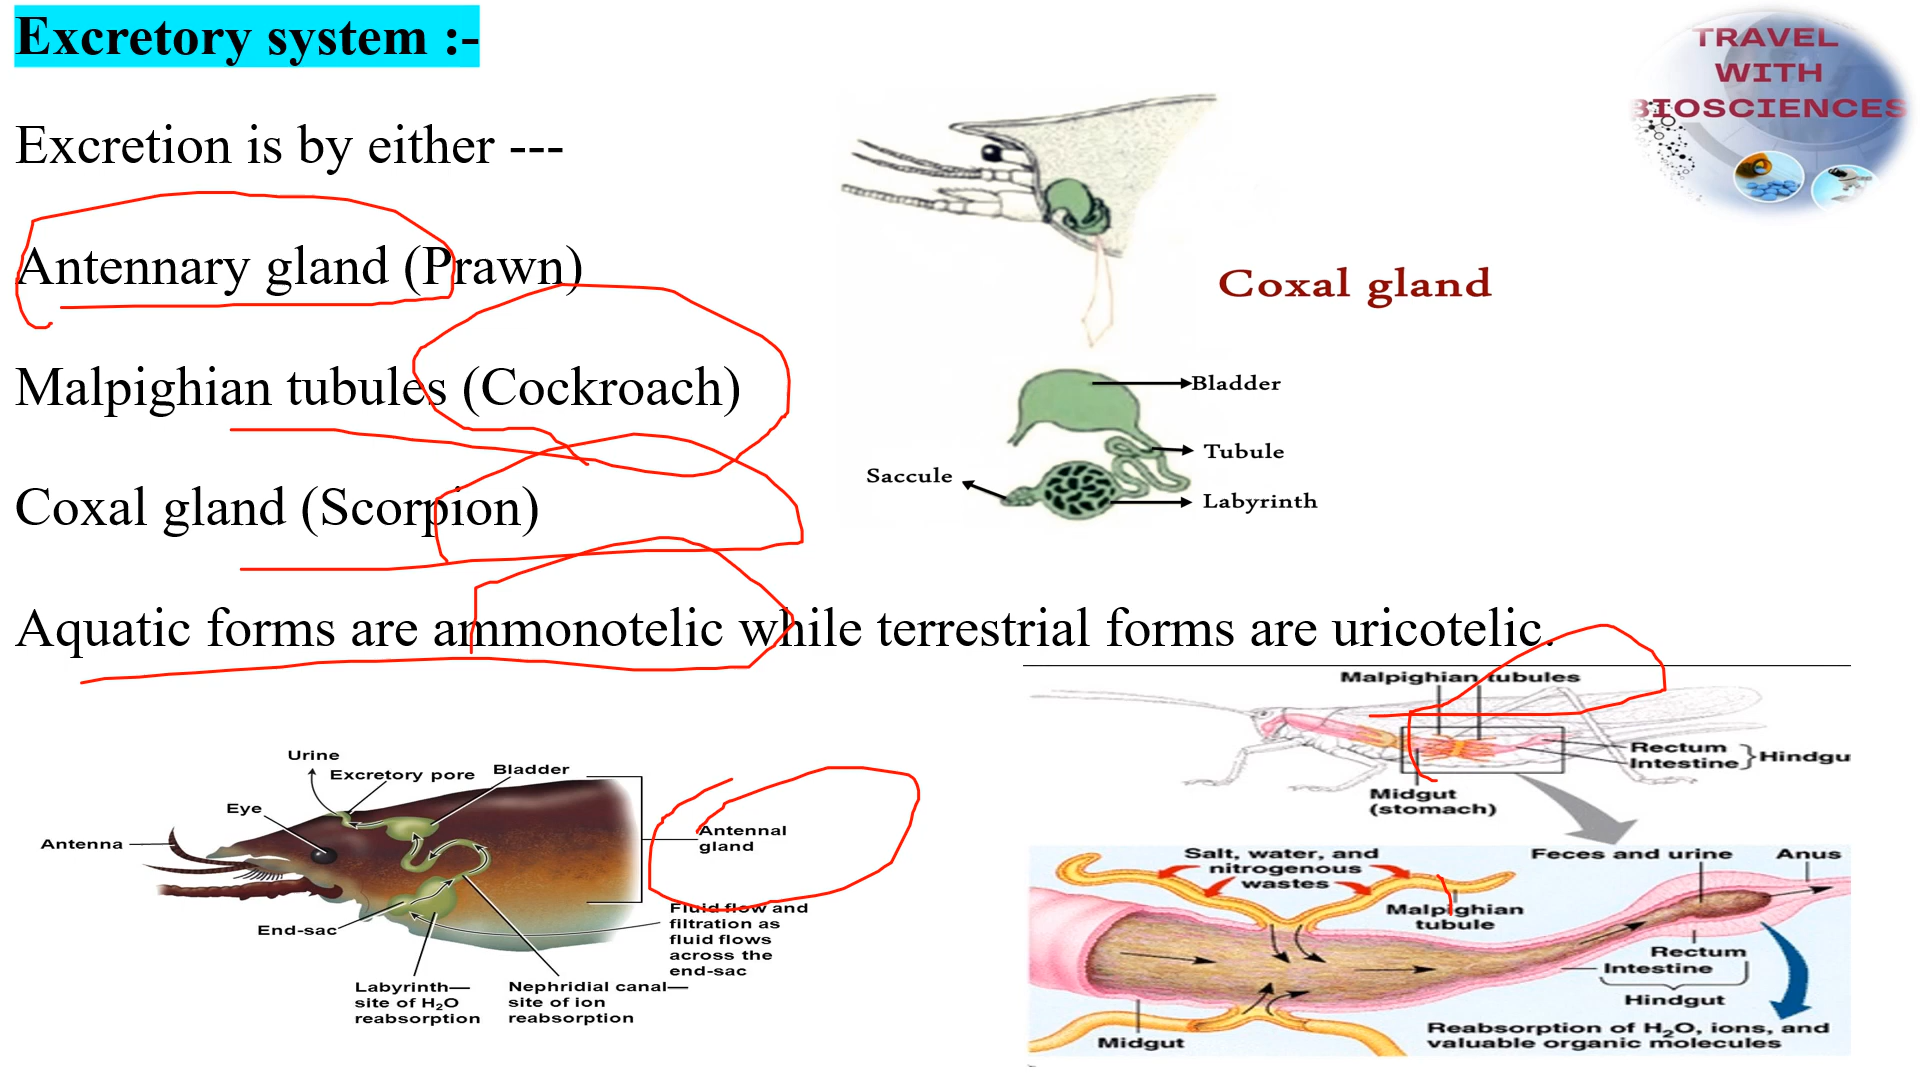 Excretory system :-
TRAVEL
WITH
BIOSCIENCES
Excretion is by either ---
Antennary gland (Prawn)
Malpighian tubules (Cockroach)
Coxal gland (Scorpion)
Aquatic forms are ammonotelic while terrestrial forms are uricotelic.
Coxal gland
Bladder
Tubule
Saccule
Labyrinth
Urine
Excretory pore
Bladder
Eye
Antenna
Antennal
gland
End-sac
Fluid flow and
filtration as
fluid flows
across the
end-sac
Labyrinth—
site of H₂O
reabsorption
Nephridial canal—
site of ion
reabsorption
Malpighian tubules
Rectum
Intestine
Hindgu
Midgut
(stomach)
Salt, water, and
nitrogenous
wastes
Feces and urine
Anus
Malpighian
tubule
Rectum
Intestine
Hindgut
Midgut
Reabsorption of H₂O, ions, and
valuable organic molecules